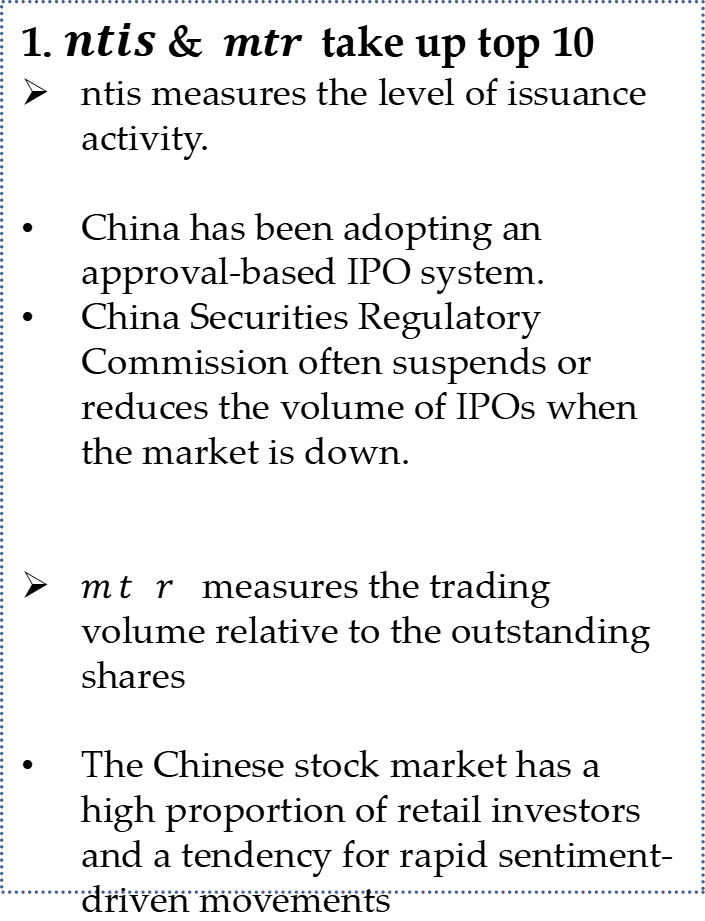 1. ntis & mtr take up top 10
➢ ntis measures the level of issuance
activity.
• China has been adopting an
approval-based IPO system.
• China Securities Regulatory
Commission often suspends or
reduces the volume of IPOs when
the market is down.
➢ mt r measures the trading
volume relative to the outstanding
shares
• The Chinese stock market has a
high proportion of retail investors
and a tendency for rapid sentiment-
driven movements